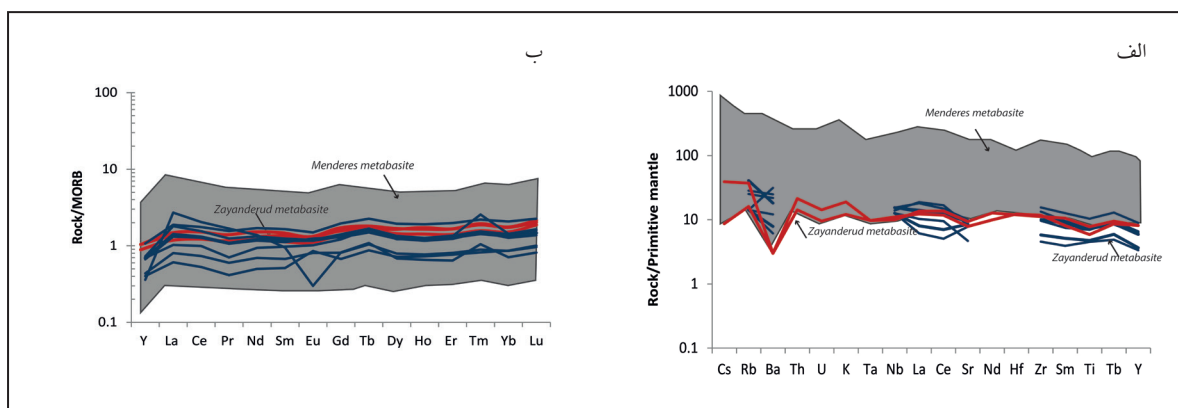 الف
1000
100
10
1
0.1
Rock/Primitive mantle
Menderes metabasite
Zayanderud metabasite
Zayanderud metabasite
Cs Rb Ba Th U K Ta Nb La Ce Sr Nd Hf Zr Sm Ti Tb Y
ب
100
10
1
0.1
Rock/MORB
Menderes metabasite
Zayanderud metabasite
Y La Ce Pr Nd Sm Eu Gd Tb Dy Ho Er Tm Yb Lu